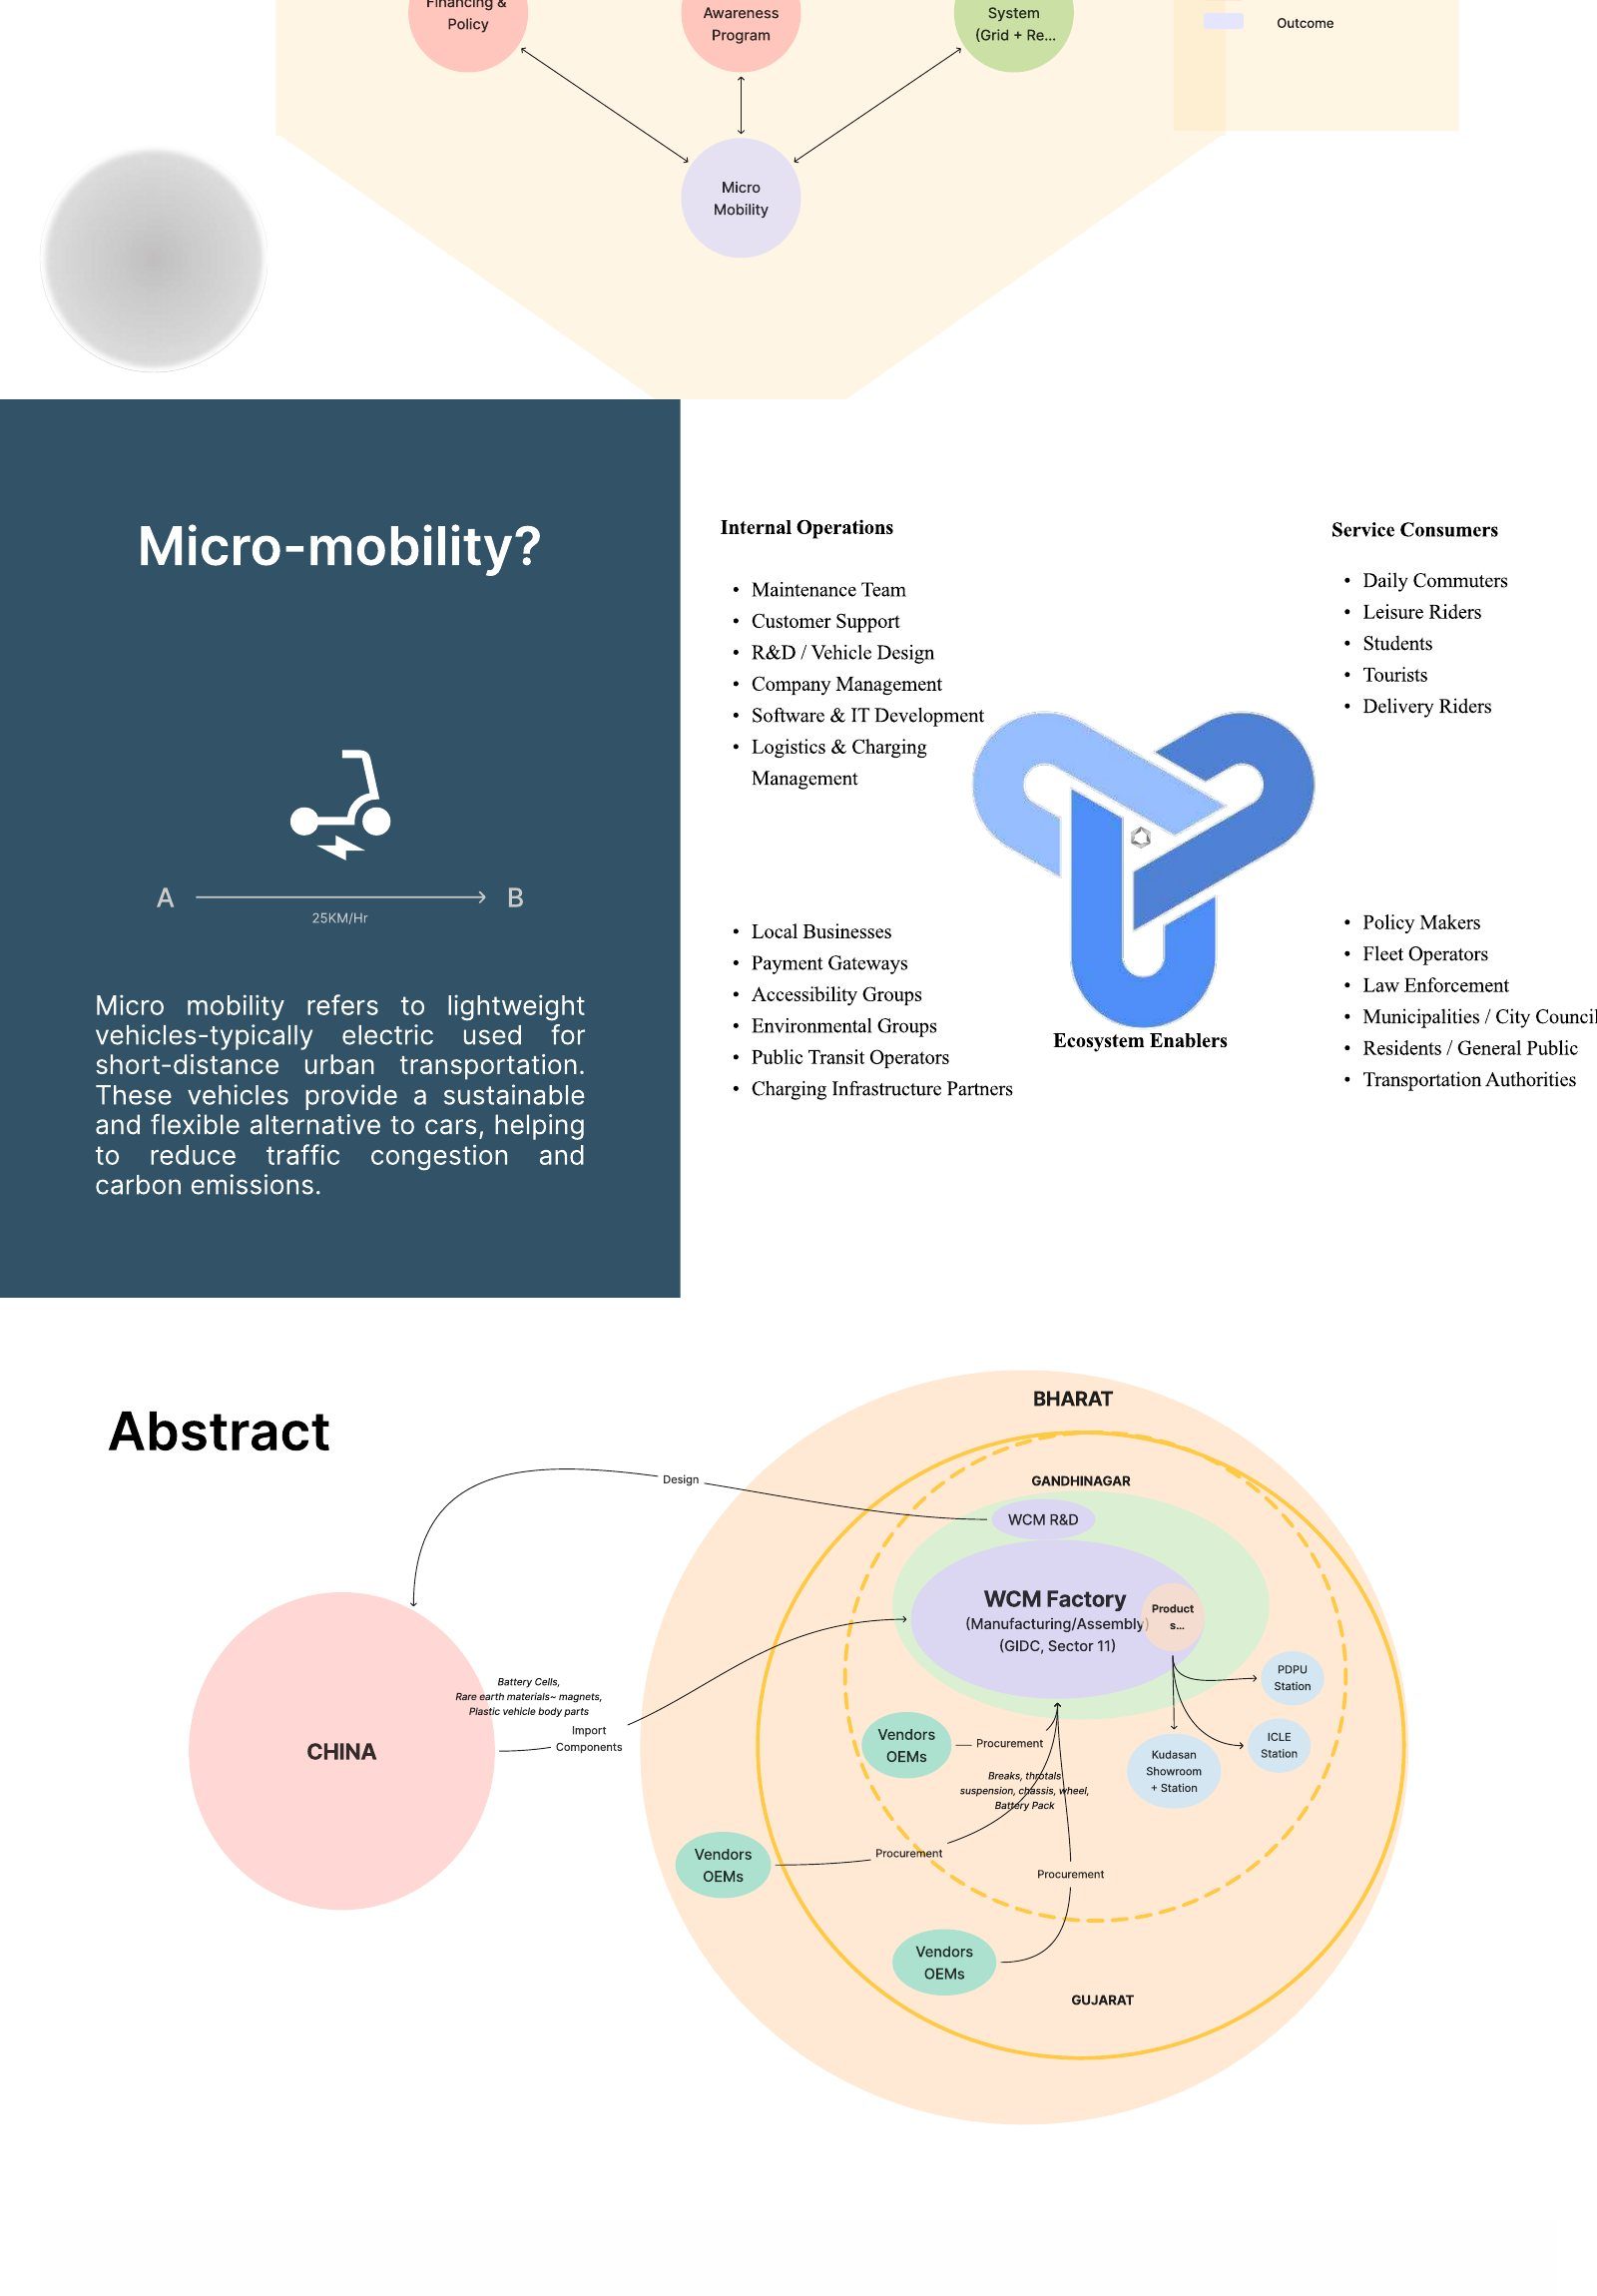 Financing &
Policy
Awareness
Program
System
(Grid + Re...
Outcome
Micro
Mobility
Micro-mobility?
A
B
25KM/Hr
Micro mobility refers to lightweight
vehicles-typically electric used for
short-distance urban transportation.
These vehicles provide a sustainable
and flexible alternative to cars, helping
to reduce traffic congestion and
carbon emissions.
Internal Operations
• Maintenance Team
• Customer Support
• R&D / Vehicle Design
• Company Management
• Software & IT Development
• Logistics & Charging
Management
Service Consumers
• Daily Commuters
• Leisure Riders
• Students
• Tourists
• Delivery Riders
• Local Businesses
• Payment Gateways
• Accessibility Groups
• Environmental Groups
• Public Transit Operators
• Charging Infrastructure Partners
Ecosystem Enablers
• Policy Makers
• Fleet Operators
• Law Enforcement
• Municipalities / City Council
• Residents / General Public
• Transportation Authorities
Abstract
BHARAT
GANDHINAGAR
Design
WCM R&D
WCM Factory
(Manufacturing/Assembly)
(GIDC, Sector 11)
Product
s...
PDPU
Station
ICLE
Station
Kudasan
Showroom
+ Station
Battery Cells,
Rare earth materials~ magnets,
Plastic vehicle body parts
Import
Components
CHINA
Vendors
OEMs
Procurement
Breaks, throtals
suspension, chassis, wheel,
Battery Pack
Vendors
OEMs
Procurement
Procurement
Vendors
OEMs
GUJARAT